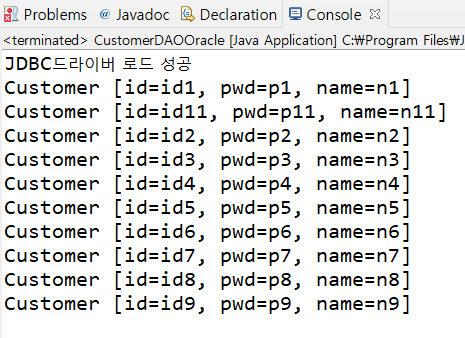 Problems @ Javadoc Declaration Console
<terminated> CustomerDAOOracle [Java Application] C:₩Program Files₩J
JDBC드라이버 로드 성공
Customer [id=id1, pwd=p1, name=n1]
Customer [id=id11, pwd=p11, name=n11]
Customer [id=id2, pwd=p2, name=n2]
Customer [id=id3, pwd=p3, name=n3]
Customer [id=id4, pwd=p4, name=n4]
Customer [id=id5, pwd=p5, name=n5]
Customer [id=id6, pwd=p6, name=n6]
Customer [id=id7, pwd=p7, name=n7]
Customer [id=id8, pwd=p8, name=n8]
Customer [id=id9, pwd=p9, name=n9]